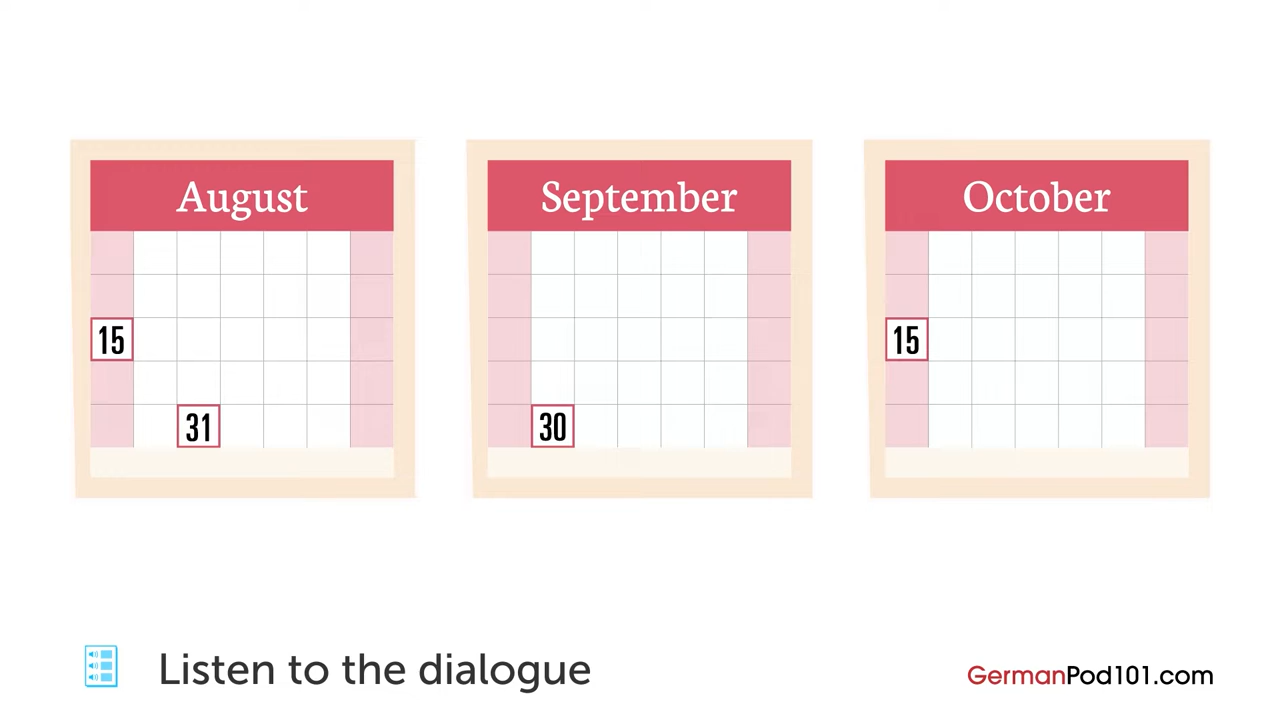 August
15
31
September
30
October
15
Listen to the dialogue
GermanPod101.com